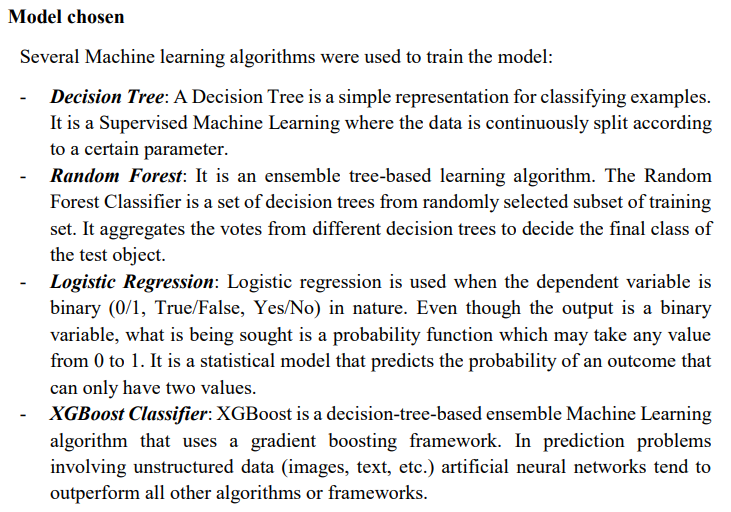 Model chosen
Several Machine learning algorithms were used to train the model:
- Decision Tree: A Decision Tree is a simple representation for classifying examples.
It is a Supervised Machine Learning where the data is continuously split according
to a certain parameter.
- Random Forest: It is an ensemble tree-based learning algorithm. The Random
Forest Classifier is a set of decision trees from randomly selected subset of training
set. It aggregates the votes from different decision trees to decide the final class of
the test object.
- Logistic Regression: Logistic regression is used when the dependent variable is
binary (0/1, True/False, Yes/No) in nature. Even though the output is a binary
variable, what is being sought is a probability function which may take any value
from 0 to 1. It is a statistical model that predicts the probability of an outcome that
can only have two values.
- XGBoost Classifier: XGBoost is a decision-tree-based ensemble Machine Learning
algorithm that uses a gradient boosting framework. In prediction problems
involving unstructured data (images, text, etc.) artificial neural networks tend to
outperform all other algorithms or frameworks.